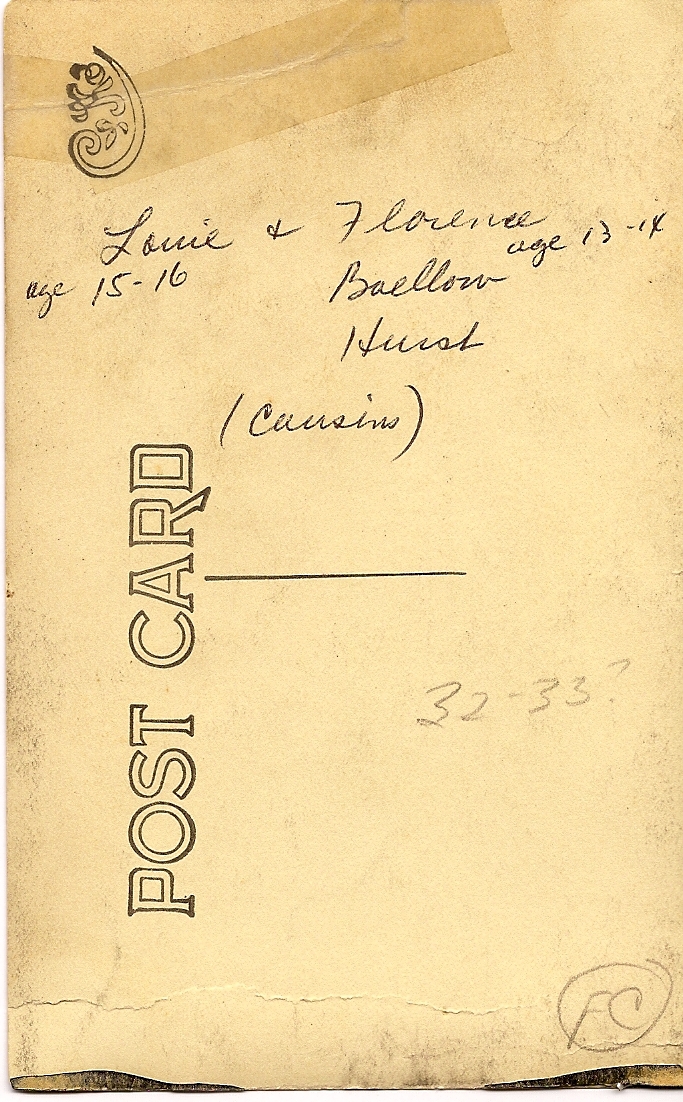 Louie & Florence
age 15-16
age 13-14
Baellow
Hurst
(Cousins)
POST CARD
32-33?
FC